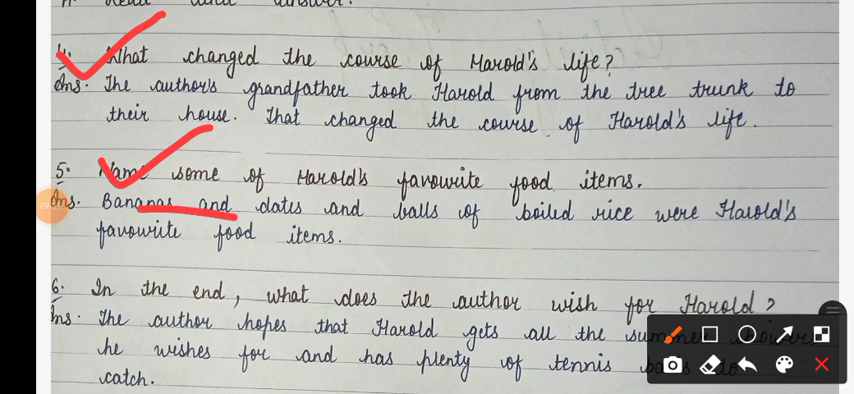 4. What changed the course of Harold's life?
Ans. The author's grandfather took Harold from the tree trunk to
their house. That changed the course of Harold's life.
5. Name some of Harold's favourite food items.
Ans. Bananas and dates and balls of boiled rice were Harold's
favourite food items.
6. In the end, what does the author wish for Harold?
Ans. The author hopes that Harold gets all the
he wishes for and has plenty of tennis
catch.